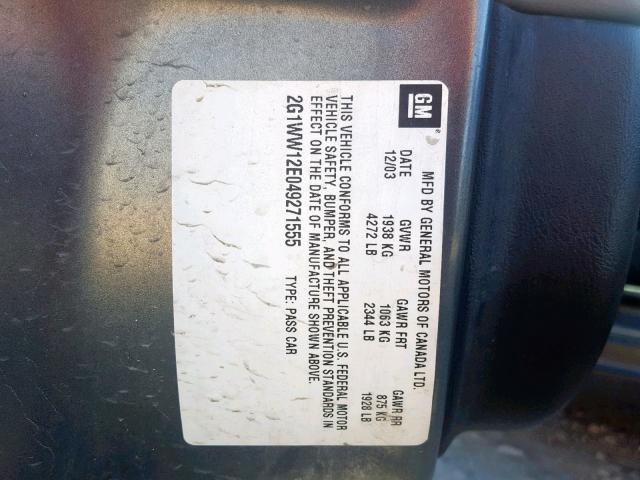 GM
MFD BY GENERAL MOTORS OF CANADA LTD.
DATE GVWR GAWR FRT GAWR RR
12/03 1938 KG 1063 KG 875 KG
4272 LB 2344 LB 1928 LB
THIS VEHICLE CONFORMS TO ALL APPLICABLE U.S. FEDERAL MOTOR
VEHICLE SAFETY, BUMPER, AND THEFT PREVENTION STANDARDS IN
EFFECT ON THE DATE OF MANUFACTURE SHOWN ABOVE.
2G1WW12E049271555 TYPE: PASS CAR